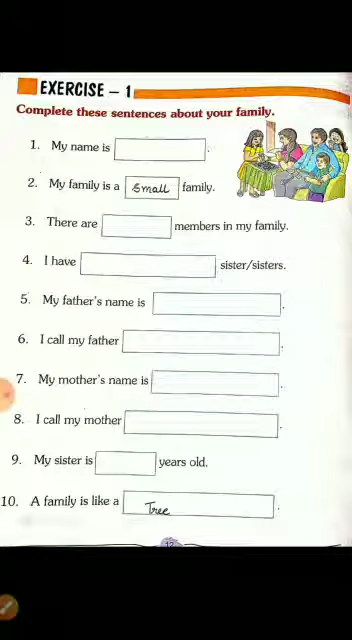 EXERCISE – 1
Complete these sentences about your family.
1. My name is .
2. My family is a Small family.
3. There are members in my family.
4. I have sister/sisters.
5. My father's name is .
6. I call my father .
7. My mother's name is .
8. I call my mother .
9. My sister is years old.
10. A family is like a Tree .
12